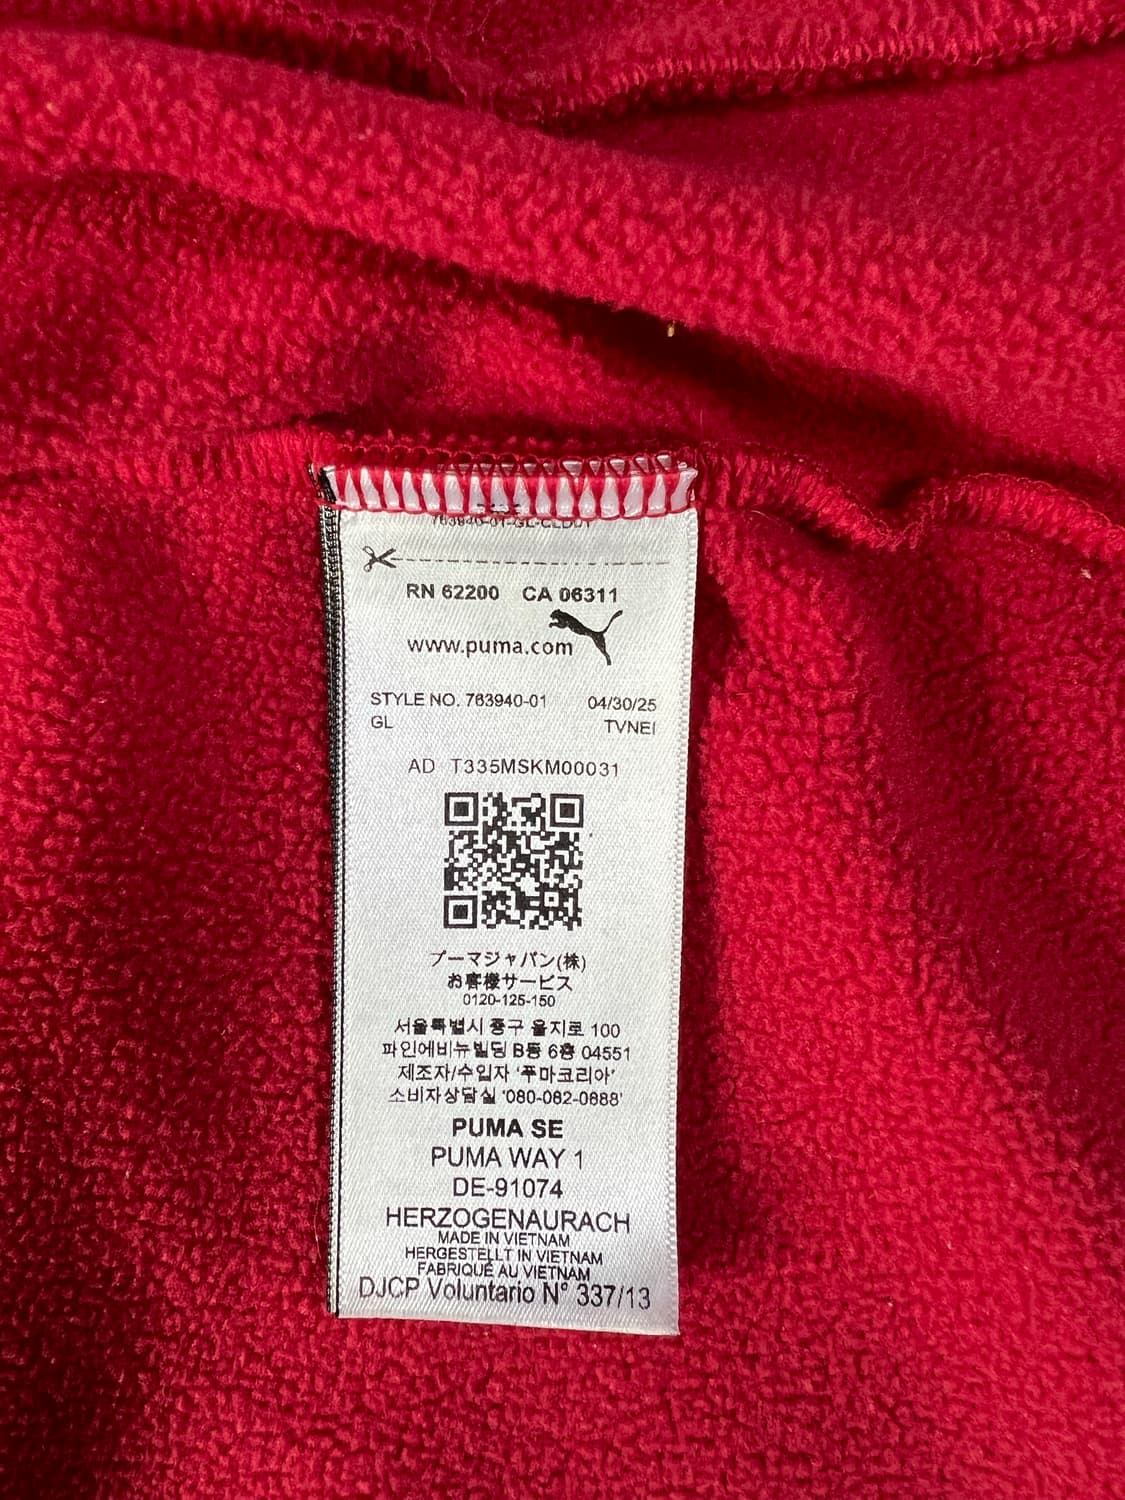 763940-01-GL-CLD01
RN 62200 CA 06311
www.puma.com
STYLE NO. 763940-01 04/30/25
GL TVNEI
AD T335MSKM00031
プーマジャパン(株)
お客様サービス
0120-125-150
서울특별시 중구 을지로 100
파인에비뉴빌딩 B동 6층 04551
제조자/수입자 '푸마코리아'
소비자상담실 '080-082-0888'
PUMA SE
PUMA WAY 1
DE-91074
HERZOGENAURACH
MADE IN VIETNAM
HERGESTELLT IN VIETNAM
FABRIQUÉ AU VIETNAM
DJCP Voluntario N° 337/13